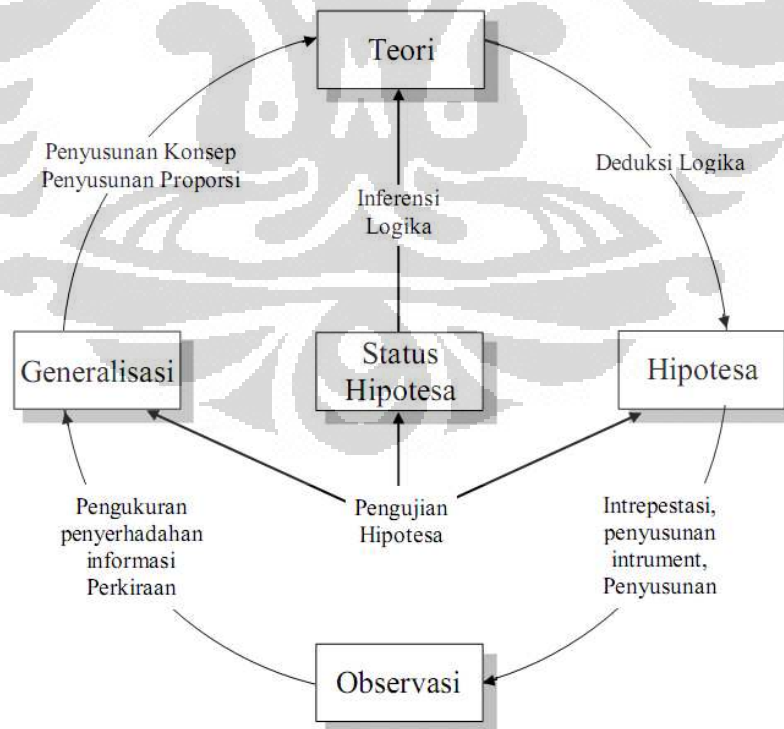 Teori
Penyusunan Konsep
Penyusunan Proporsi
Deduksi Logika
Inferensi
Logika
Generalisasi
Status
Hipotesa
Hipotesa
Pengukuran
penyerhadahan
informasi
Perkiraan
Pengujian
Hipotesa
Intrepestasi,
penyusunan
intrument,
Penyusunan
Observasi